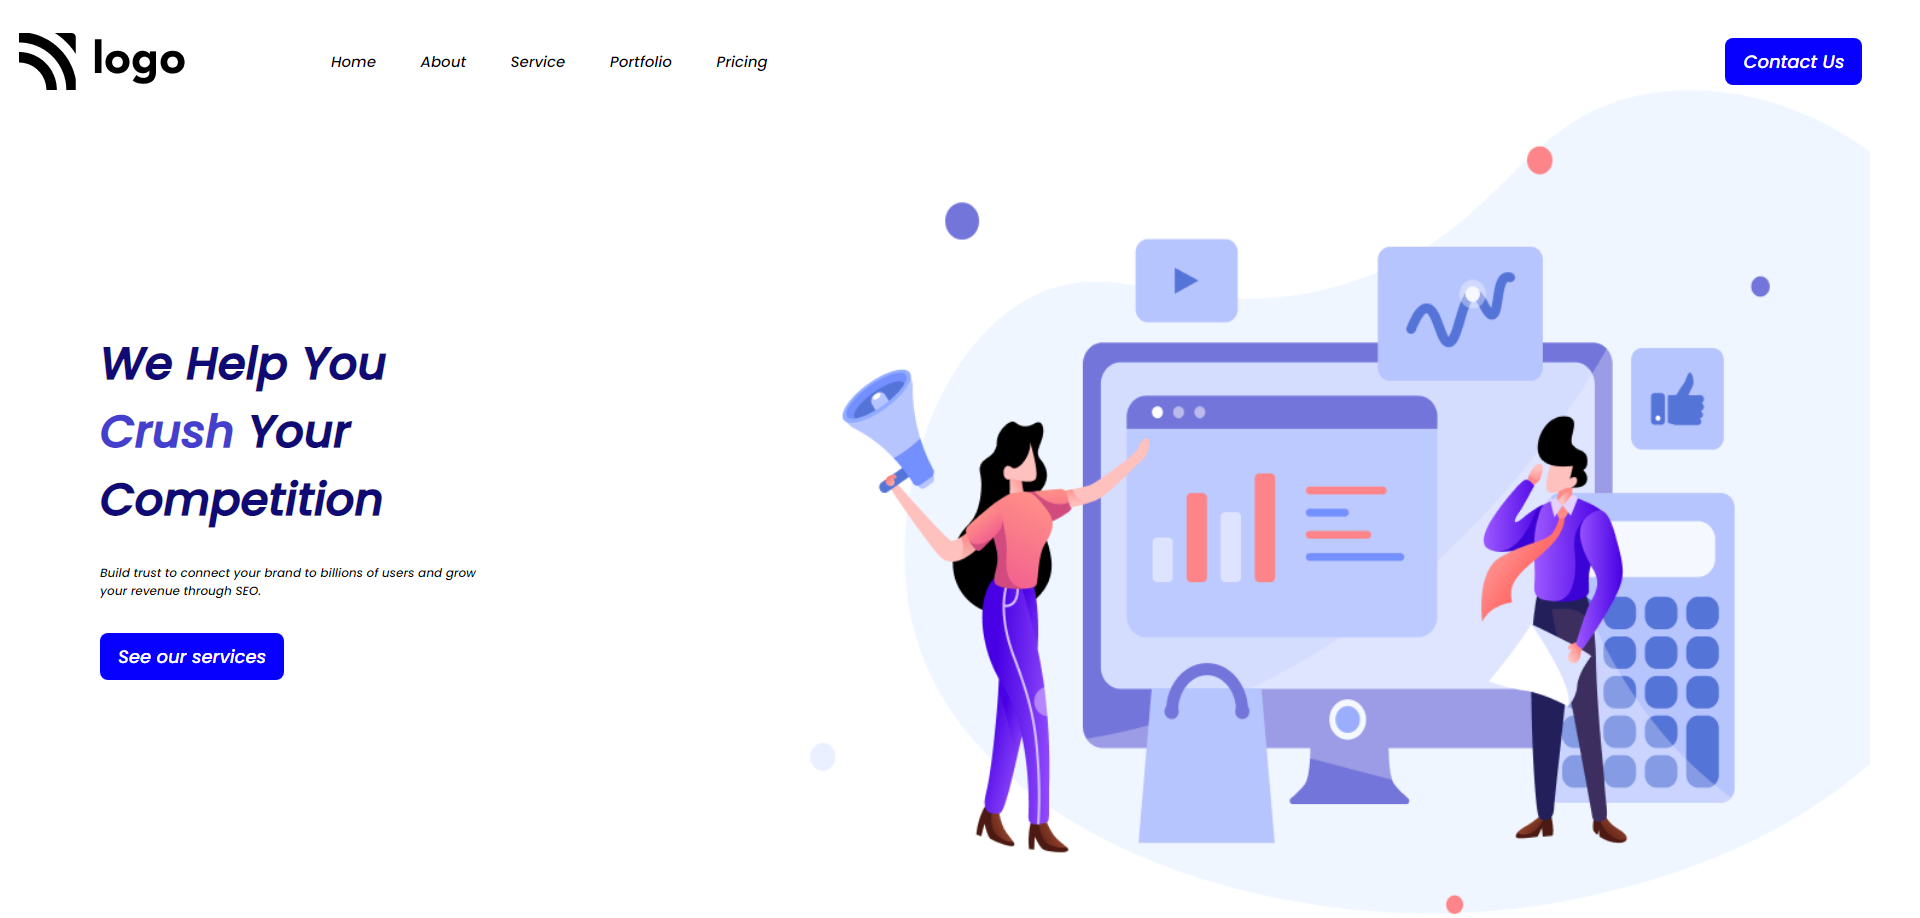 logo
Home About Service Portfolio Pricing
Contact Us
We Help You
Crush Your
Competition
Build trust to connect your brand to billions of users and grow
your revenue through SEO.
See our services